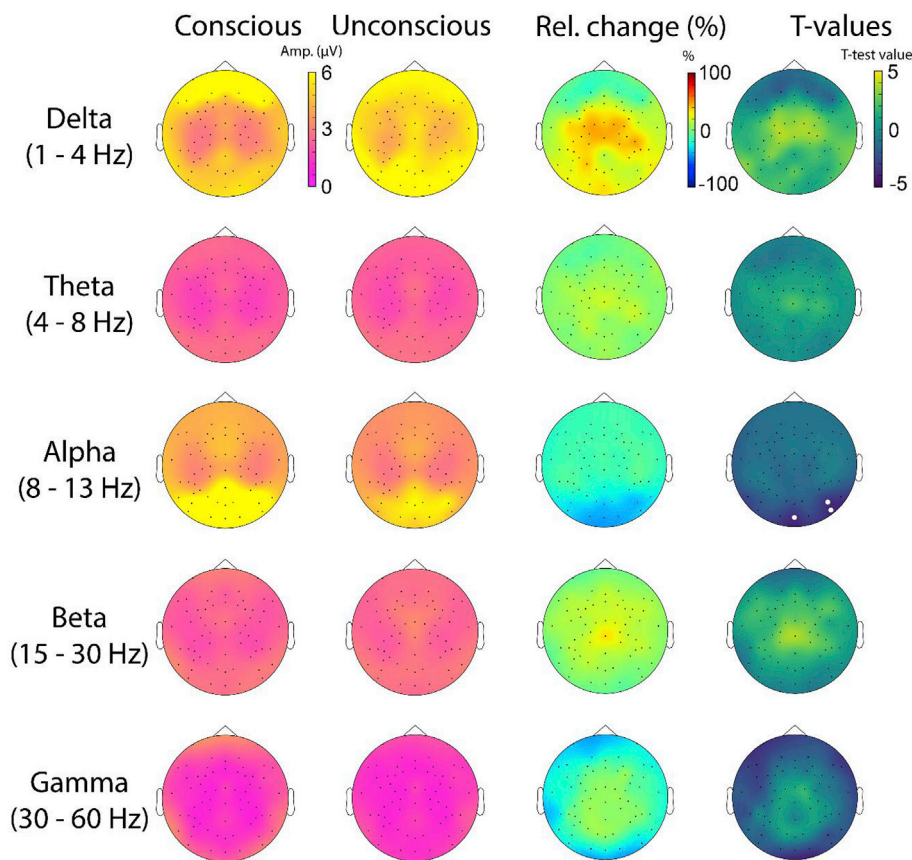 Conscious Unconscious Rel. change (%) T-values
Amp. (μV) % T-test value
Delta
(1 - 4 Hz)
6
3
0
100
0
-100
5
0
-5
Theta
(4 - 8 Hz)
Alpha
(8 - 13 Hz)
Beta
(15 - 30 Hz)
Gamma
(30 - 60 Hz)